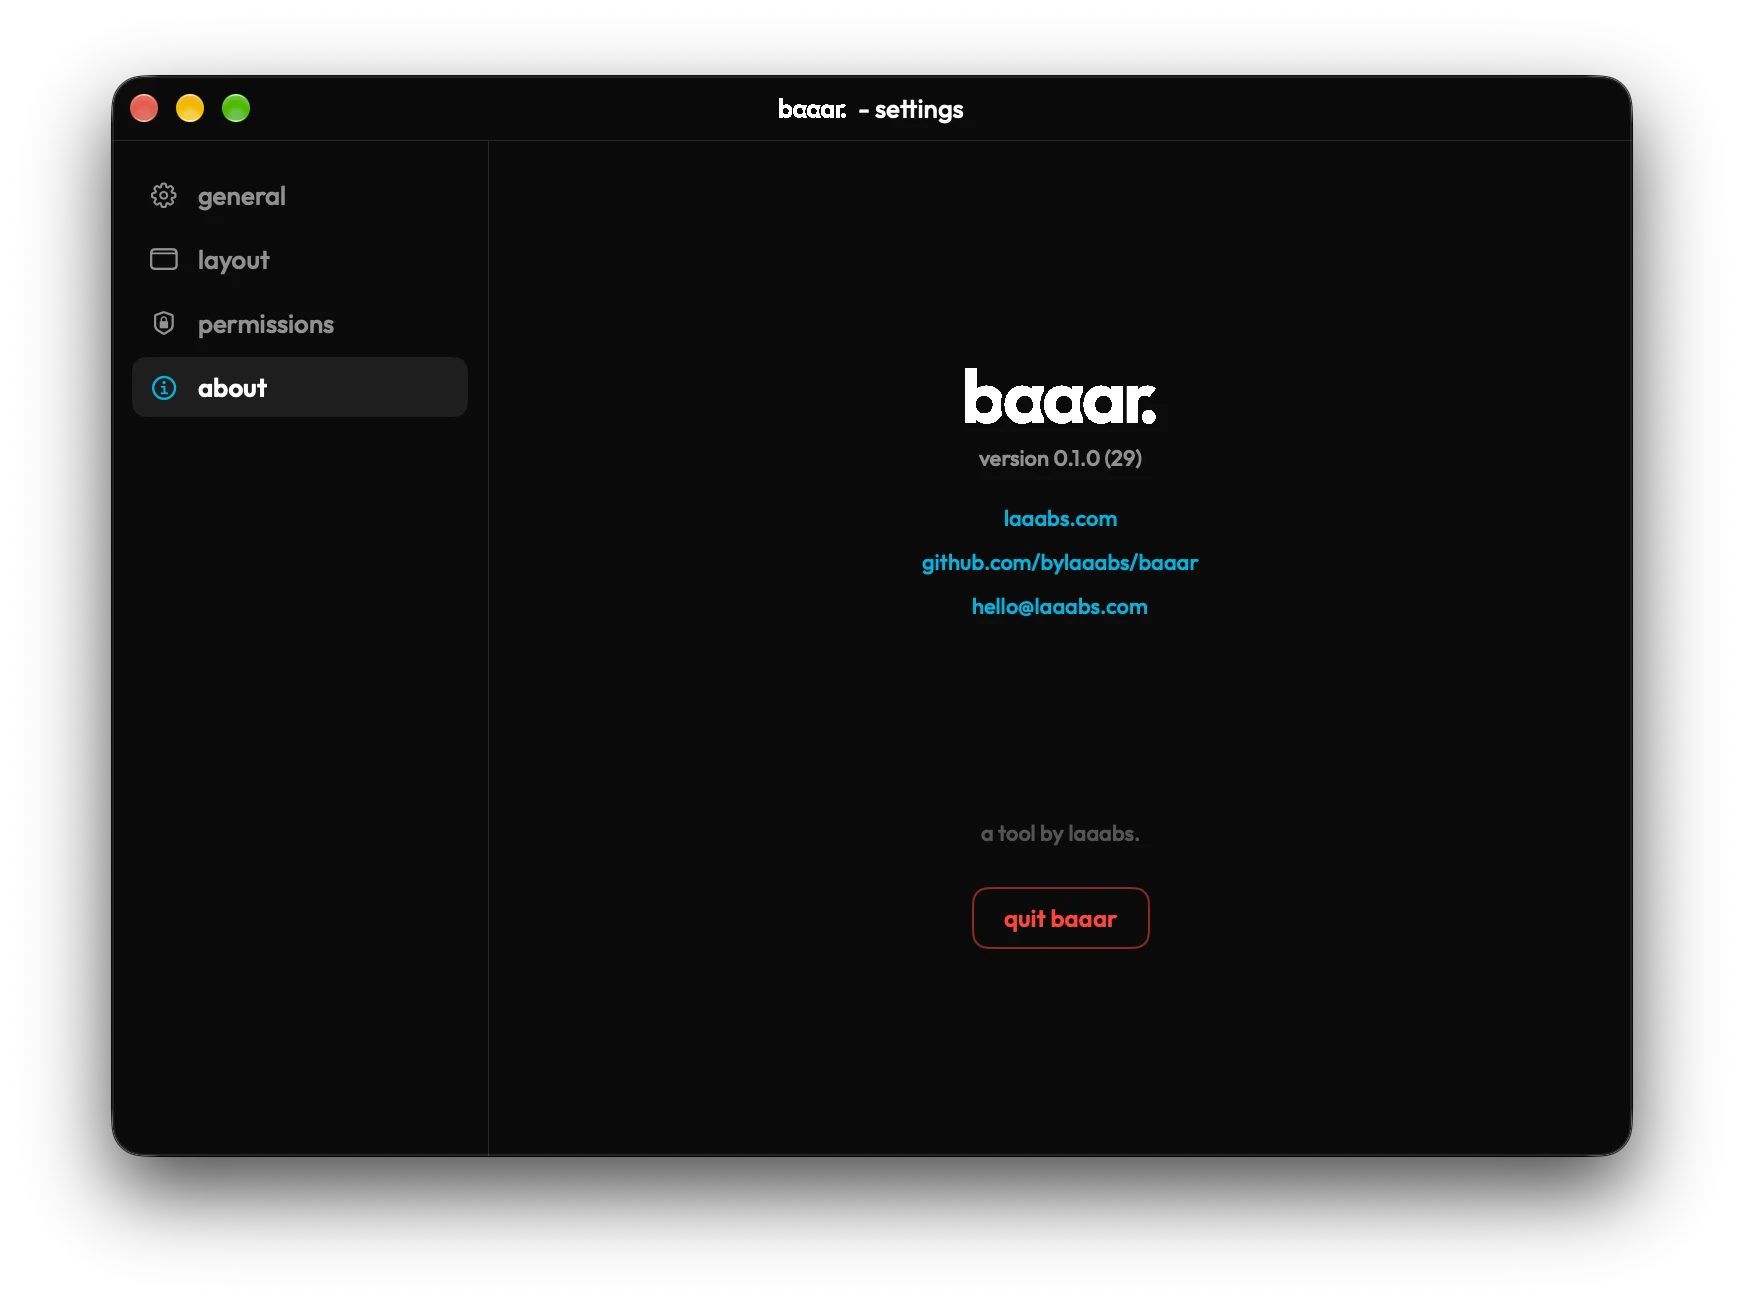 baaar. - settings
general
layout
permissions
about
baaar.
version 0.1.0 (29)
laaabs.com
github.com/bylaaabs/baaar
hello@laaabs.com
a tool by laaabs.
quit baaar